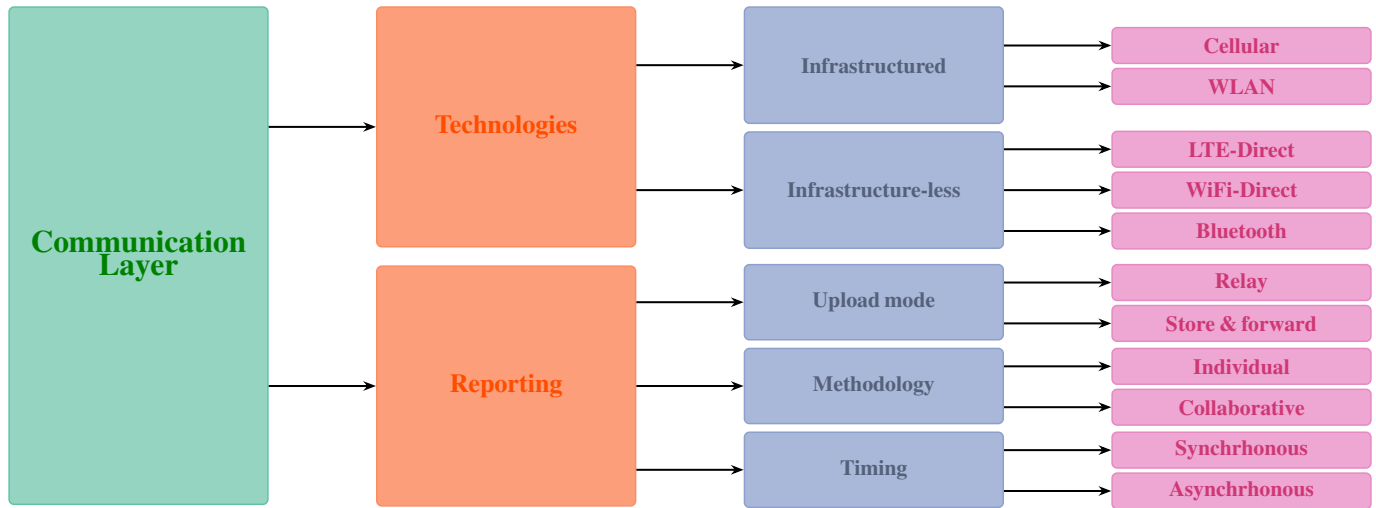 Communication
Layer
Technologies
Infrastructured
Cellular
WLAN
Infrastructure-less
LTE-Direct
WiFi-Direct
Bluetooth
Reporting
Upload mode
Relay
Store & forward
Methodology
Individual
Collaborative
Timing
Synchrhonous
Asynchrhonous